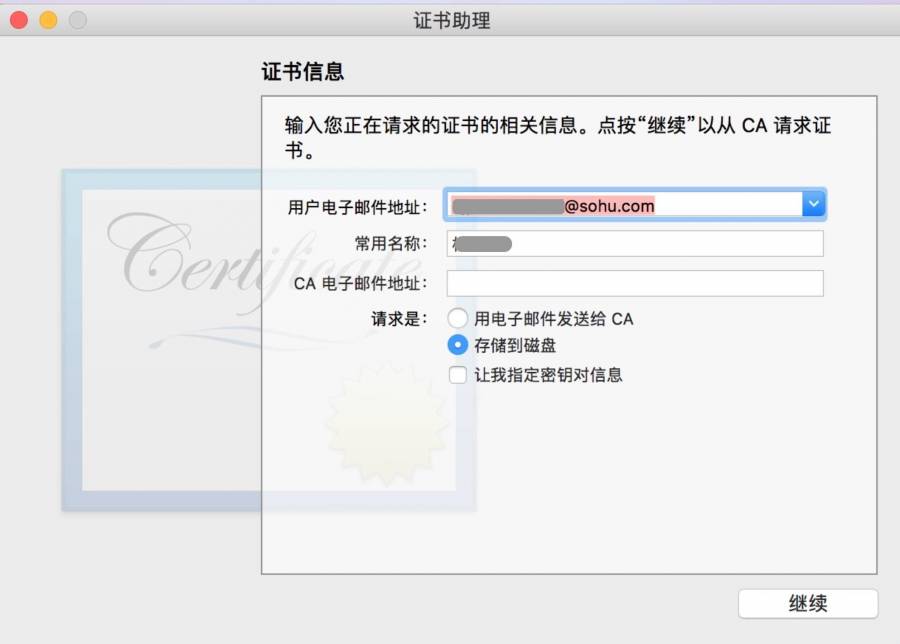 证书助理
证书信息
输入您正在请求的证书的相关信息。点按“继续”以从 CA 请求证
书。
Certificate
用户电子邮件地址: @sohu.com
常用名称:
CA 电子邮件地址:
请求是: 用电子邮件发送给 CA
存储到磁盘
让我指定密钥对信息
继续